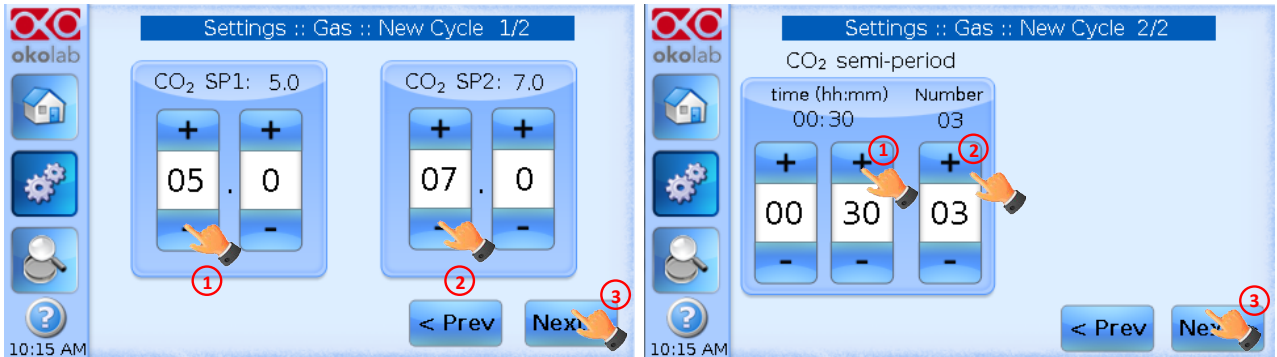 okolab
Settings :: Gas :: New Cycle 1/2
CO₂ SP1: 5.0
CO₂ SP2: 7.0
+ +
+ +
05 . 0
07 . 0
- -
- -
1
2
3
< Prev
Next
10:15 AM
okolab
Settings :: Gas :: New Cycle 2/2
CO₂ semi-period
time (hh:mm) Number
00:30 03
1
2
+ + +
00 30 03
- - -
3
< Prev
Ne
10:15 AM